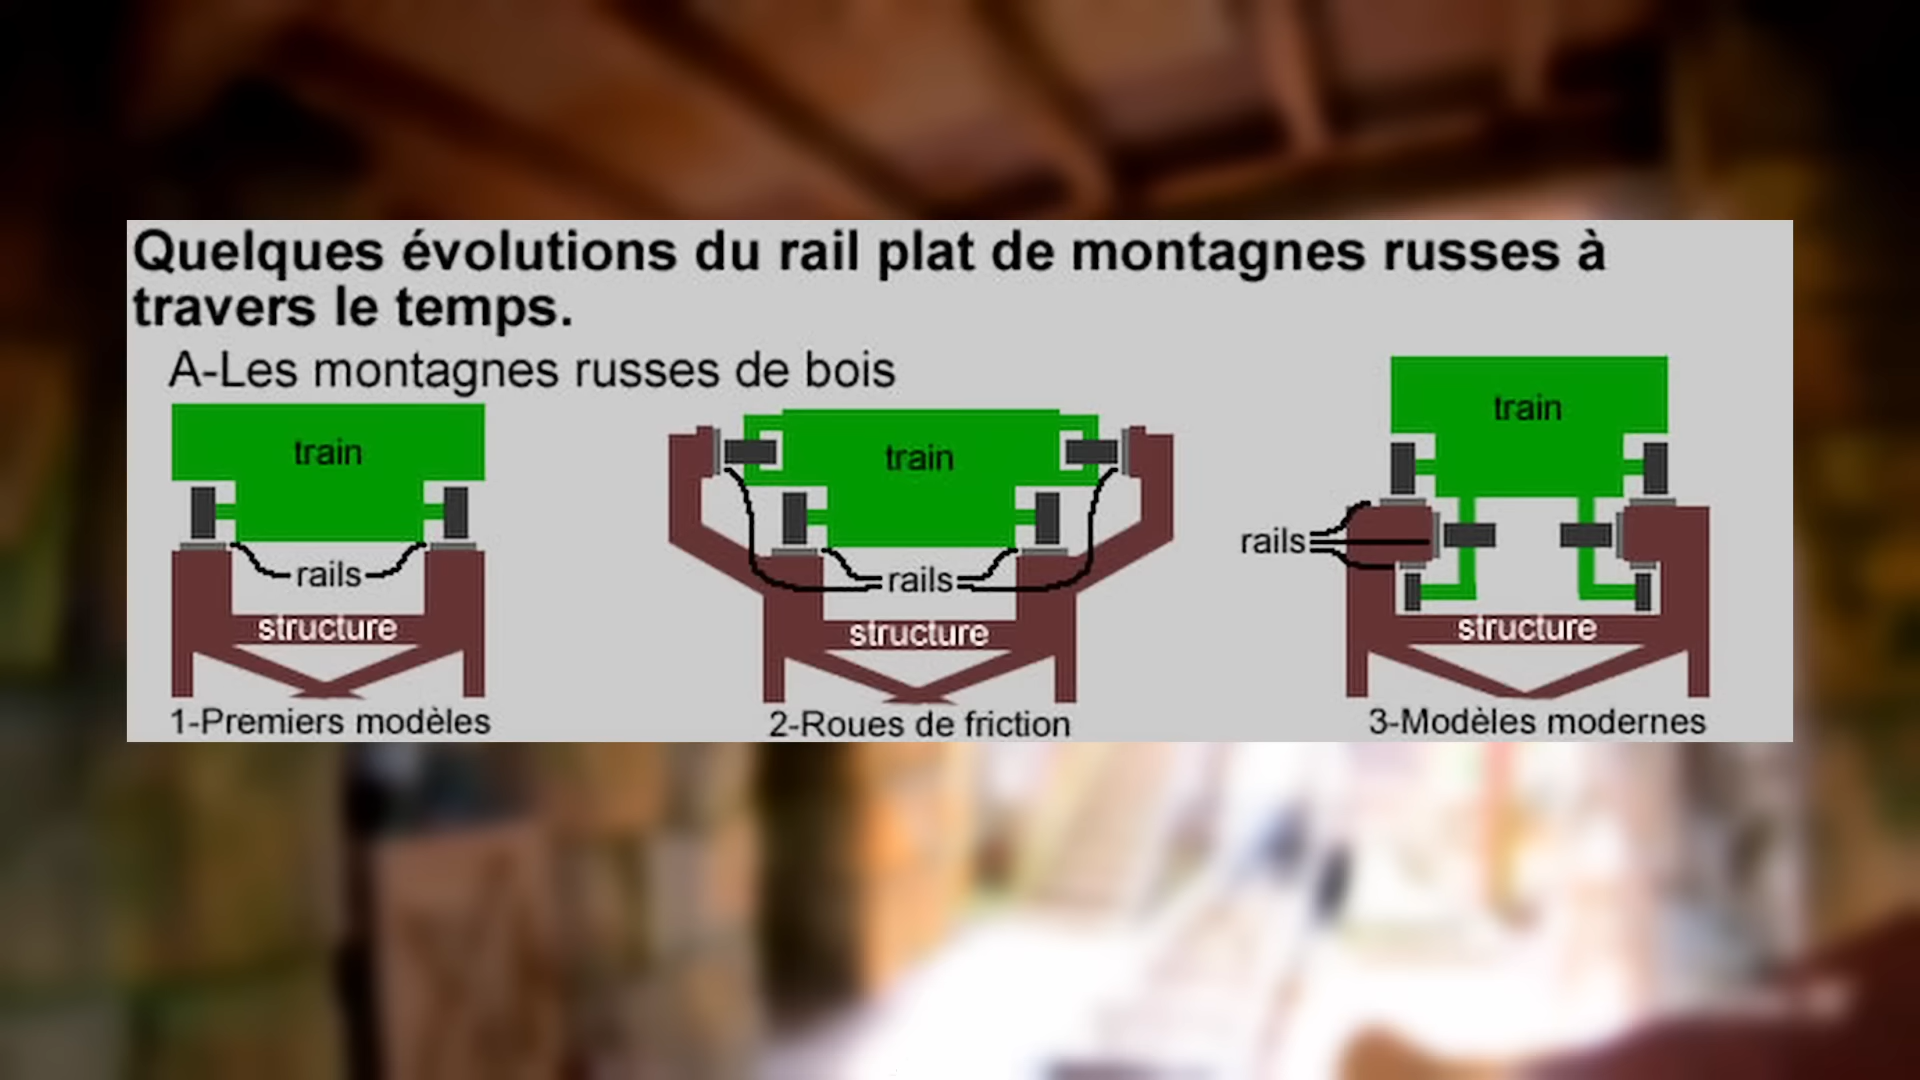 Quelques évolutions du rail plat de montagnes russes à
travers le temps.
A-Les montagnes russes de bois
train
rails
structure
1-Premiers modèles
train
rails
structure
2-Roues de friction
train
rails
structure
3-Modèles modernes